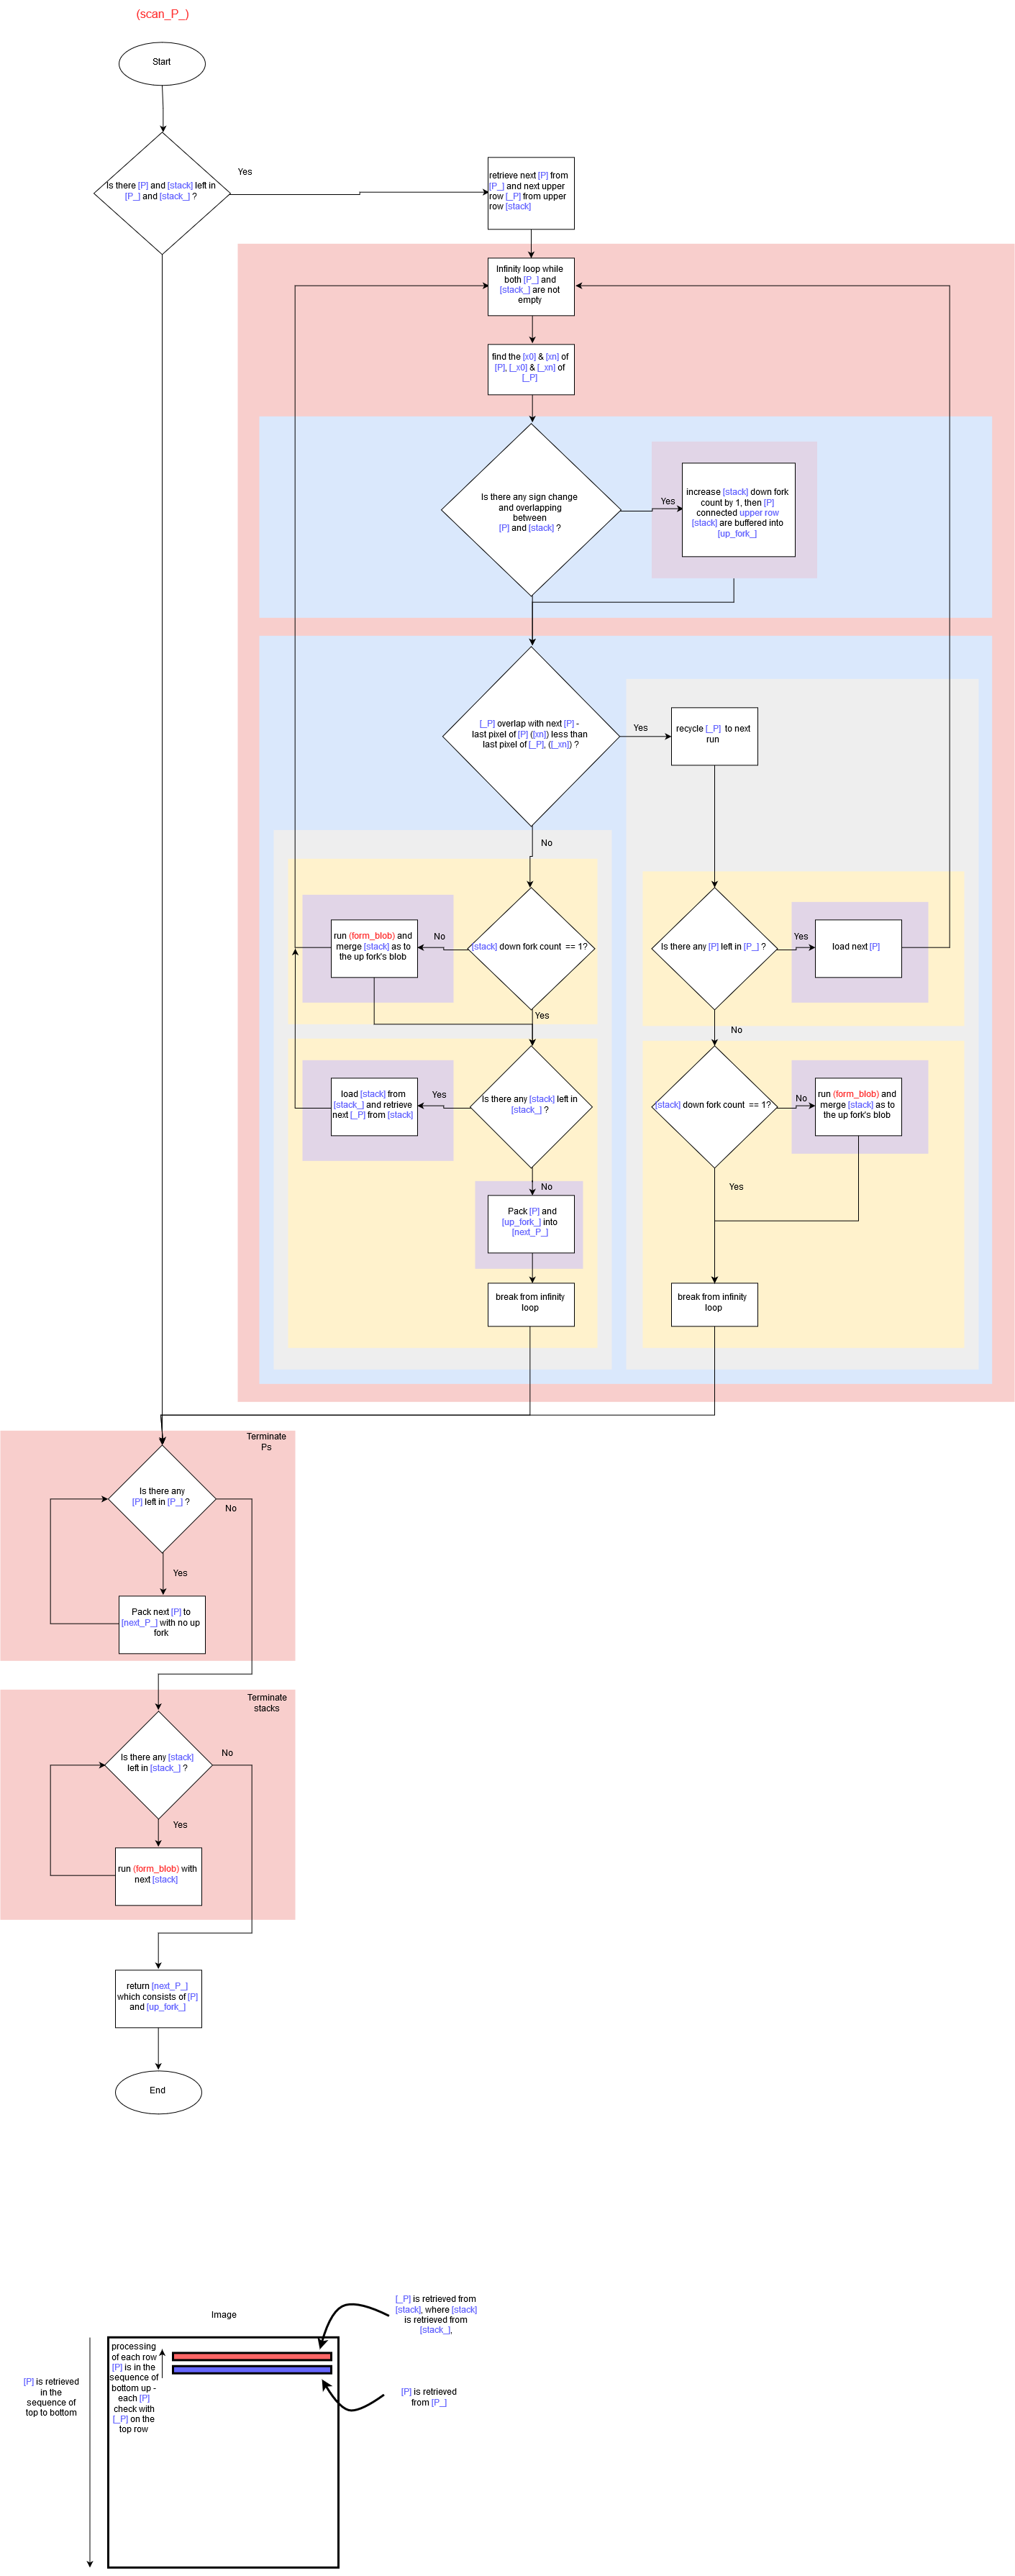 (scan_P_)
Start
Is there [P] and [stack] left in
[P_] and [stack_] ?
Yes
retrieve next [P] from
[P_] and next upper
row [_P] from upper
row [stack]
Infinity loop while
both [P_] and
[stack_] are not
empty
find the [x0] & [xn] of
[P], [_x0] & [_xn] of
[_P]
Is there any sign change
and overlapping
between
[P] and [stack] ?
Yes
increase [stack] down fork
count by 1, then [P]
connected upper row
[stack] are buffered into
[up_fork_]
[_P] overlap with next [P] -
last pixel of [P] ([xn]) less than
last pixel of [_P], ([_xn]) ?
Yes
recycle [_P]  to next
run
No
[stack] down fork count  == 1?
No
run (form_blob) and
merge [stack] as to
the up fork's blob
Yes
Is there any [P] left in [P_] ?
Yes
load next [P]
No
Is there any [stack] left in
[stack_] ?
Yes
load [stack] from
[stack_] and retrieve
next [_P] from [stack]
No
Pack [P] and
[up_fork_] into
[next_P_]
break from infinity
loop
[stack] down fork count  == 1?
No
run (form_blob) and
merge [stack] as to
the up fork's blob
Yes
break from infinity
loop
Terminate
Ps
Is there any
[P] left in [P_] ?
No
Yes
Pack next [P] to
[next_P_] with no up
fork
Terminate
stacks
Is there any [stack]
left in [stack_] ?
No
Yes
run (form_blob) with
next [stack]
return [next_P_]
which consists of [P]
and [up_fork_]
End
Image
[_P] is retrieved from
[stack], where [stack]
is retrieved from
[stack_],
processing
of each row
[P] is in the
sequence of
bottom up -
each [P]
check with
[_P] on the
top row
[P] is retrieved
in the
sequence of
top to bottom
[P] is retrieved
from [P_]